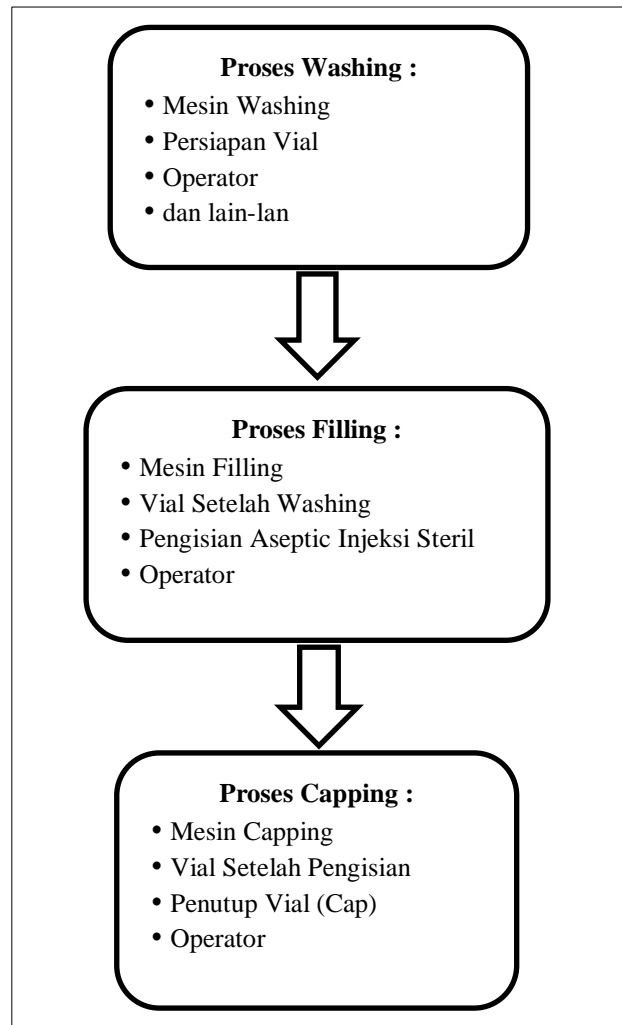 Proses Washing :
• Mesin Washing
• Persiapan Vial
• Operator
• dan lain-lan
Proses Filling :
• Mesin Filling
• Vial Setelah Washing
• Pengisian Aseptic Injeksi Steril
• Operator
Proses Capping :
• Mesin Capping
• Vial Setelah Pengisian
• Penutup Vial (Cap)
• Operator